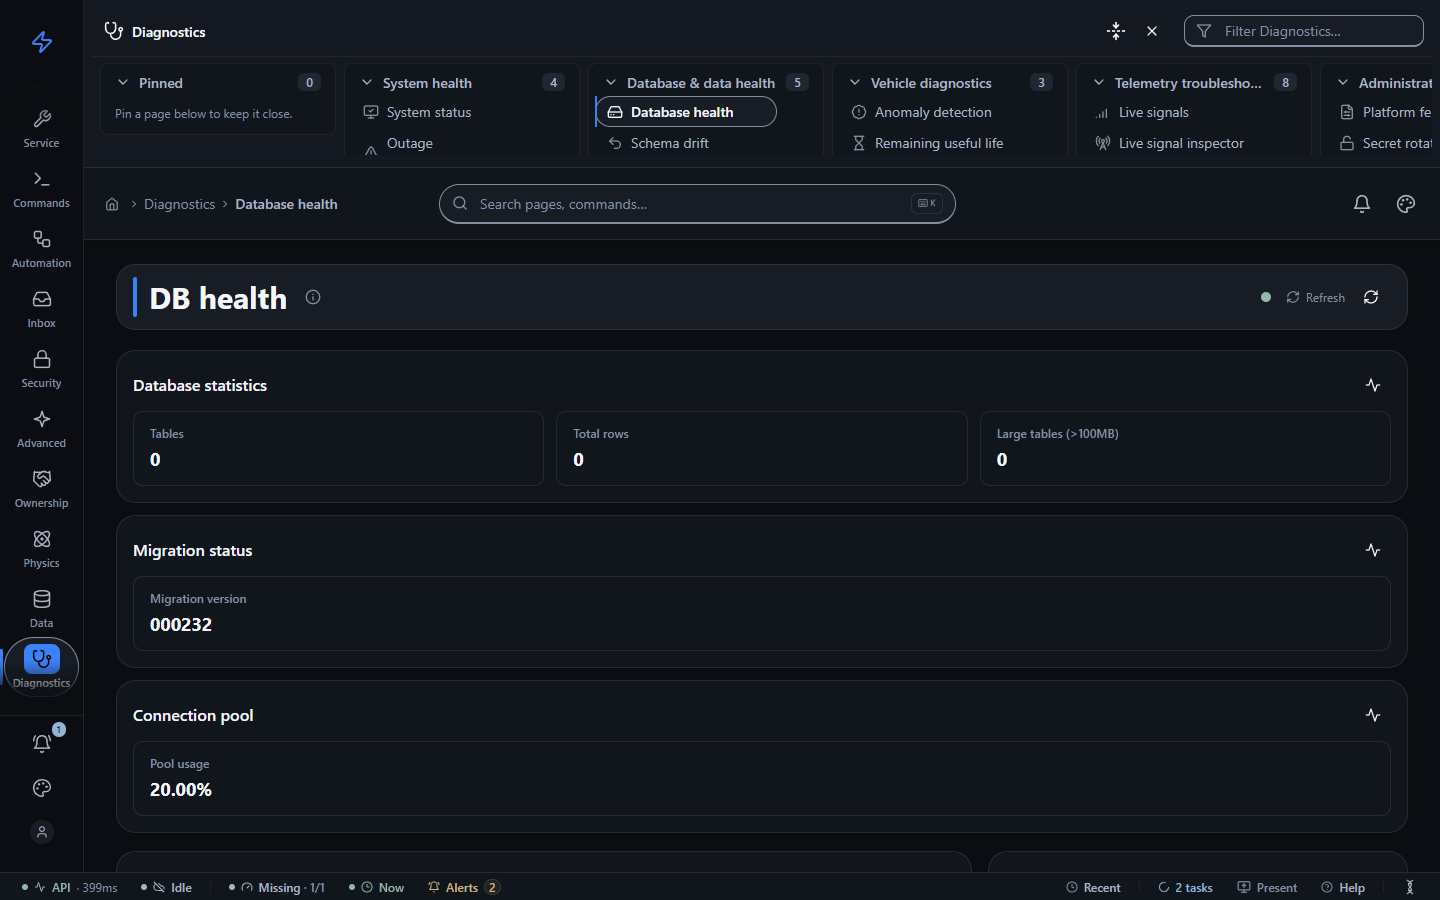 Diagnostics
Filter Diagnostics...
Pinned 0
Pin a page below to keep it close.
System health 4
System status
Outage
Database & data health 5
Database health
Schema drift
Vehicle diagnostics 3
Anomaly detection
Remaining useful life
Telemetry troublesho... 8
Live signals
Live signal inspector
Administrat
Platform fe
Secret rotat
Service
Commands
Automation
Inbox
Security
Advanced
Ownership
Physics
Data
Diagnostics
1
Diagnostics
Database health
Search pages, commands...
K
DB health
Refresh
Database statistics
Tables
0
Total rows
0
Large tables (>100MB)
0
Migration status
Migration version
000232
Connection pool
Pool usage
20.00%
API · 399ms
Idle
Missing · 1/1
Now
Alerts 2
Recent
2 tasks
Present
Help